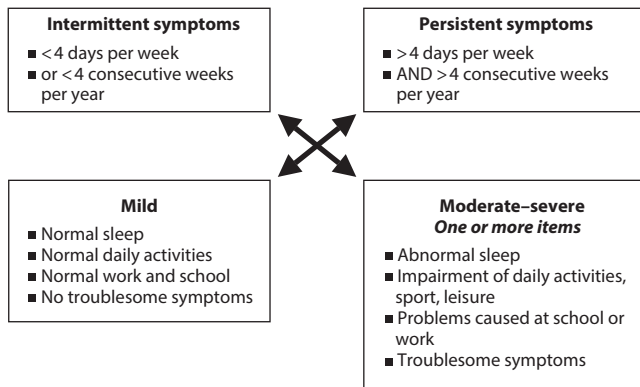 Intermittent symptoms
■ <4 days per week
■ or <4 consecutive weeks
per year
Persistent symptoms
■ >4 days per week
■ AND >4 consecutive weeks
per year
Mild
■ Normal sleep
■ Normal daily activities
■ Normal work and school
■ No troublesome symptoms
Moderate–severe
One or more items
■ Abnormal sleep
■ Impairment of daily activities,
sport, leisure
■ Problems caused at school or
work
■ Troublesome symptoms